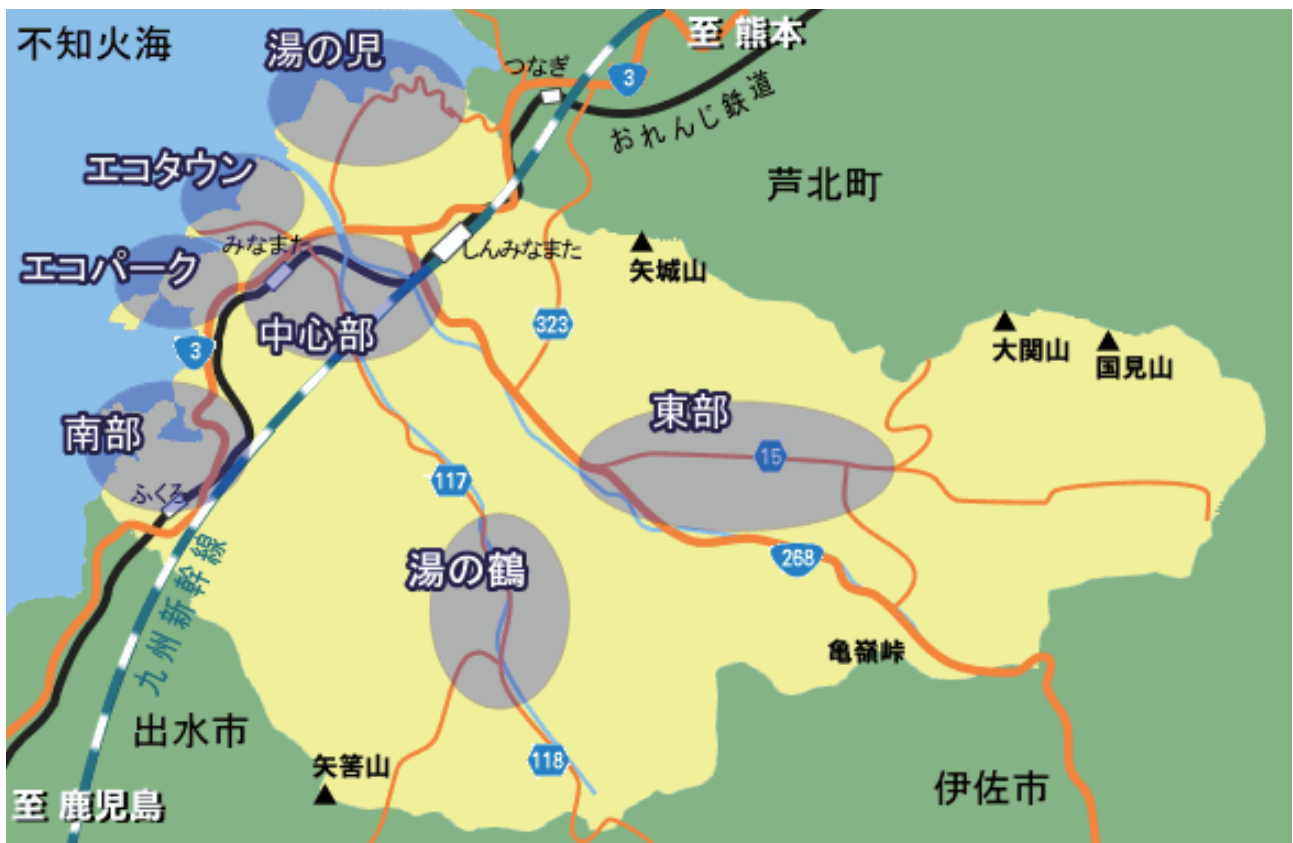 不知火海
湯の児
至 熊本
つなぎ
3
おれんじ鉄道
エコタウン
芦北町
みなまた
しんみなまた
エコパーク
矢城山
中心部
323
大関山
国見山
3
南部
東部
15
117
ふくろ
九州新幹線
湯の鶴
268
亀嶺峠
出水市
矢筈山
118
伊佐市
至 鹿児島